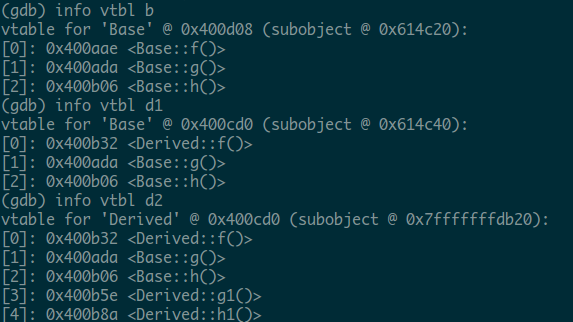 (gdb) info vtbl b
vtable for 'Base' @ 0x400d08 (subobject @ 0x614c20):
[0]: 0x400aae <Base::f()>
[1]: 0x400ada <Base::g()>
[2]: 0x400b06 <Base::h()>
(gdb) info vtbl d1
vtable for 'Base' @ 0x400cd0 (subobject @ 0x614c40):
[0]: 0x400b32 <Derived::f()>
[1]: 0x400ada <Base::g()>
[2]: 0x400b06 <Base::h()>
(gdb) info vtbl d2
vtable for 'Derived' @ 0x400cd0 (subobject @ 0x7fffffffdb20):
[0]: 0x400b32 <Derived::f()>
[1]: 0x400ada <Base::g()>
[2]: 0x400b06 <Base::h()>
[3]: 0x400b5e <Derived::g1()>
[4]: 0x400b8a <Derived::h1()>